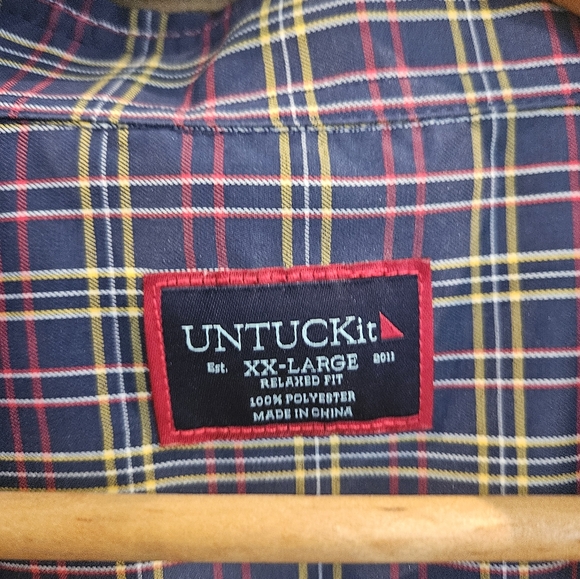 UNTUCKit
Est. XX-LARGE 2011
RELAXED FIT
100% POLYESTER
MADE IN CHINA